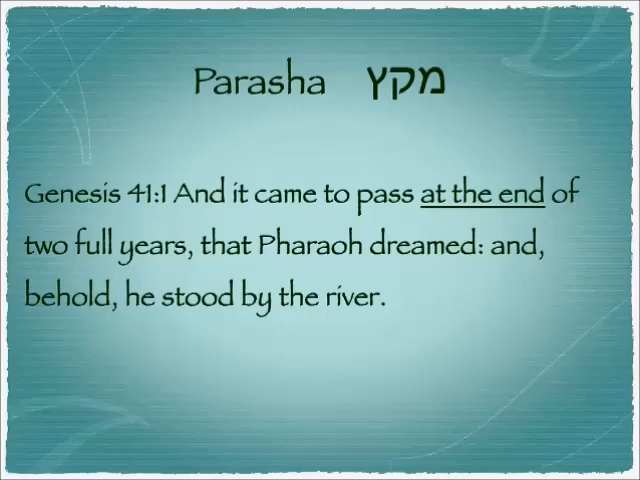 Parasha מקץ
Genesis 41:1 And it came to pass at the end of
two full years, that Pharaoh dreamed: and,
behold, he stood by the river.